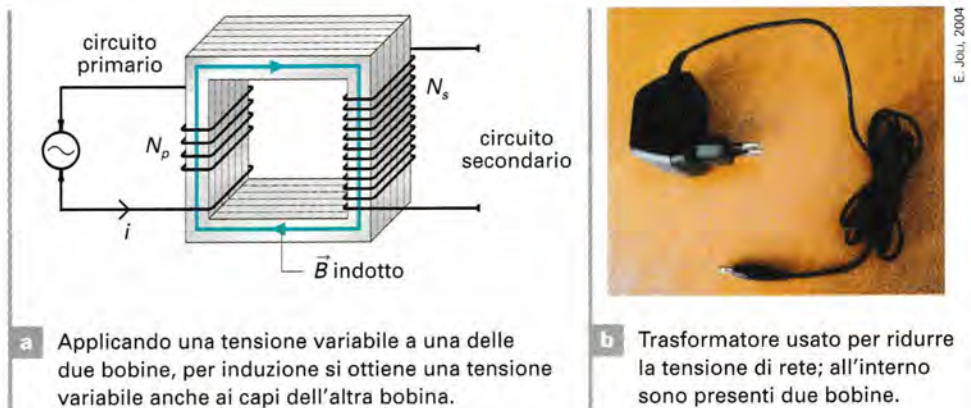 circuito
primario
N_p
i
N_s
circuito
secondario
B⃗ indotto
a Applicando una tensione variabile a una delle
due bobine, per induzione si ottiene una tensione
variabile anche ai capi dell'altra bobina.
E. Jou, 2004
b Trasformatore usato per ridurre
la tensione di rete; all'interno
sono presenti due bobine.